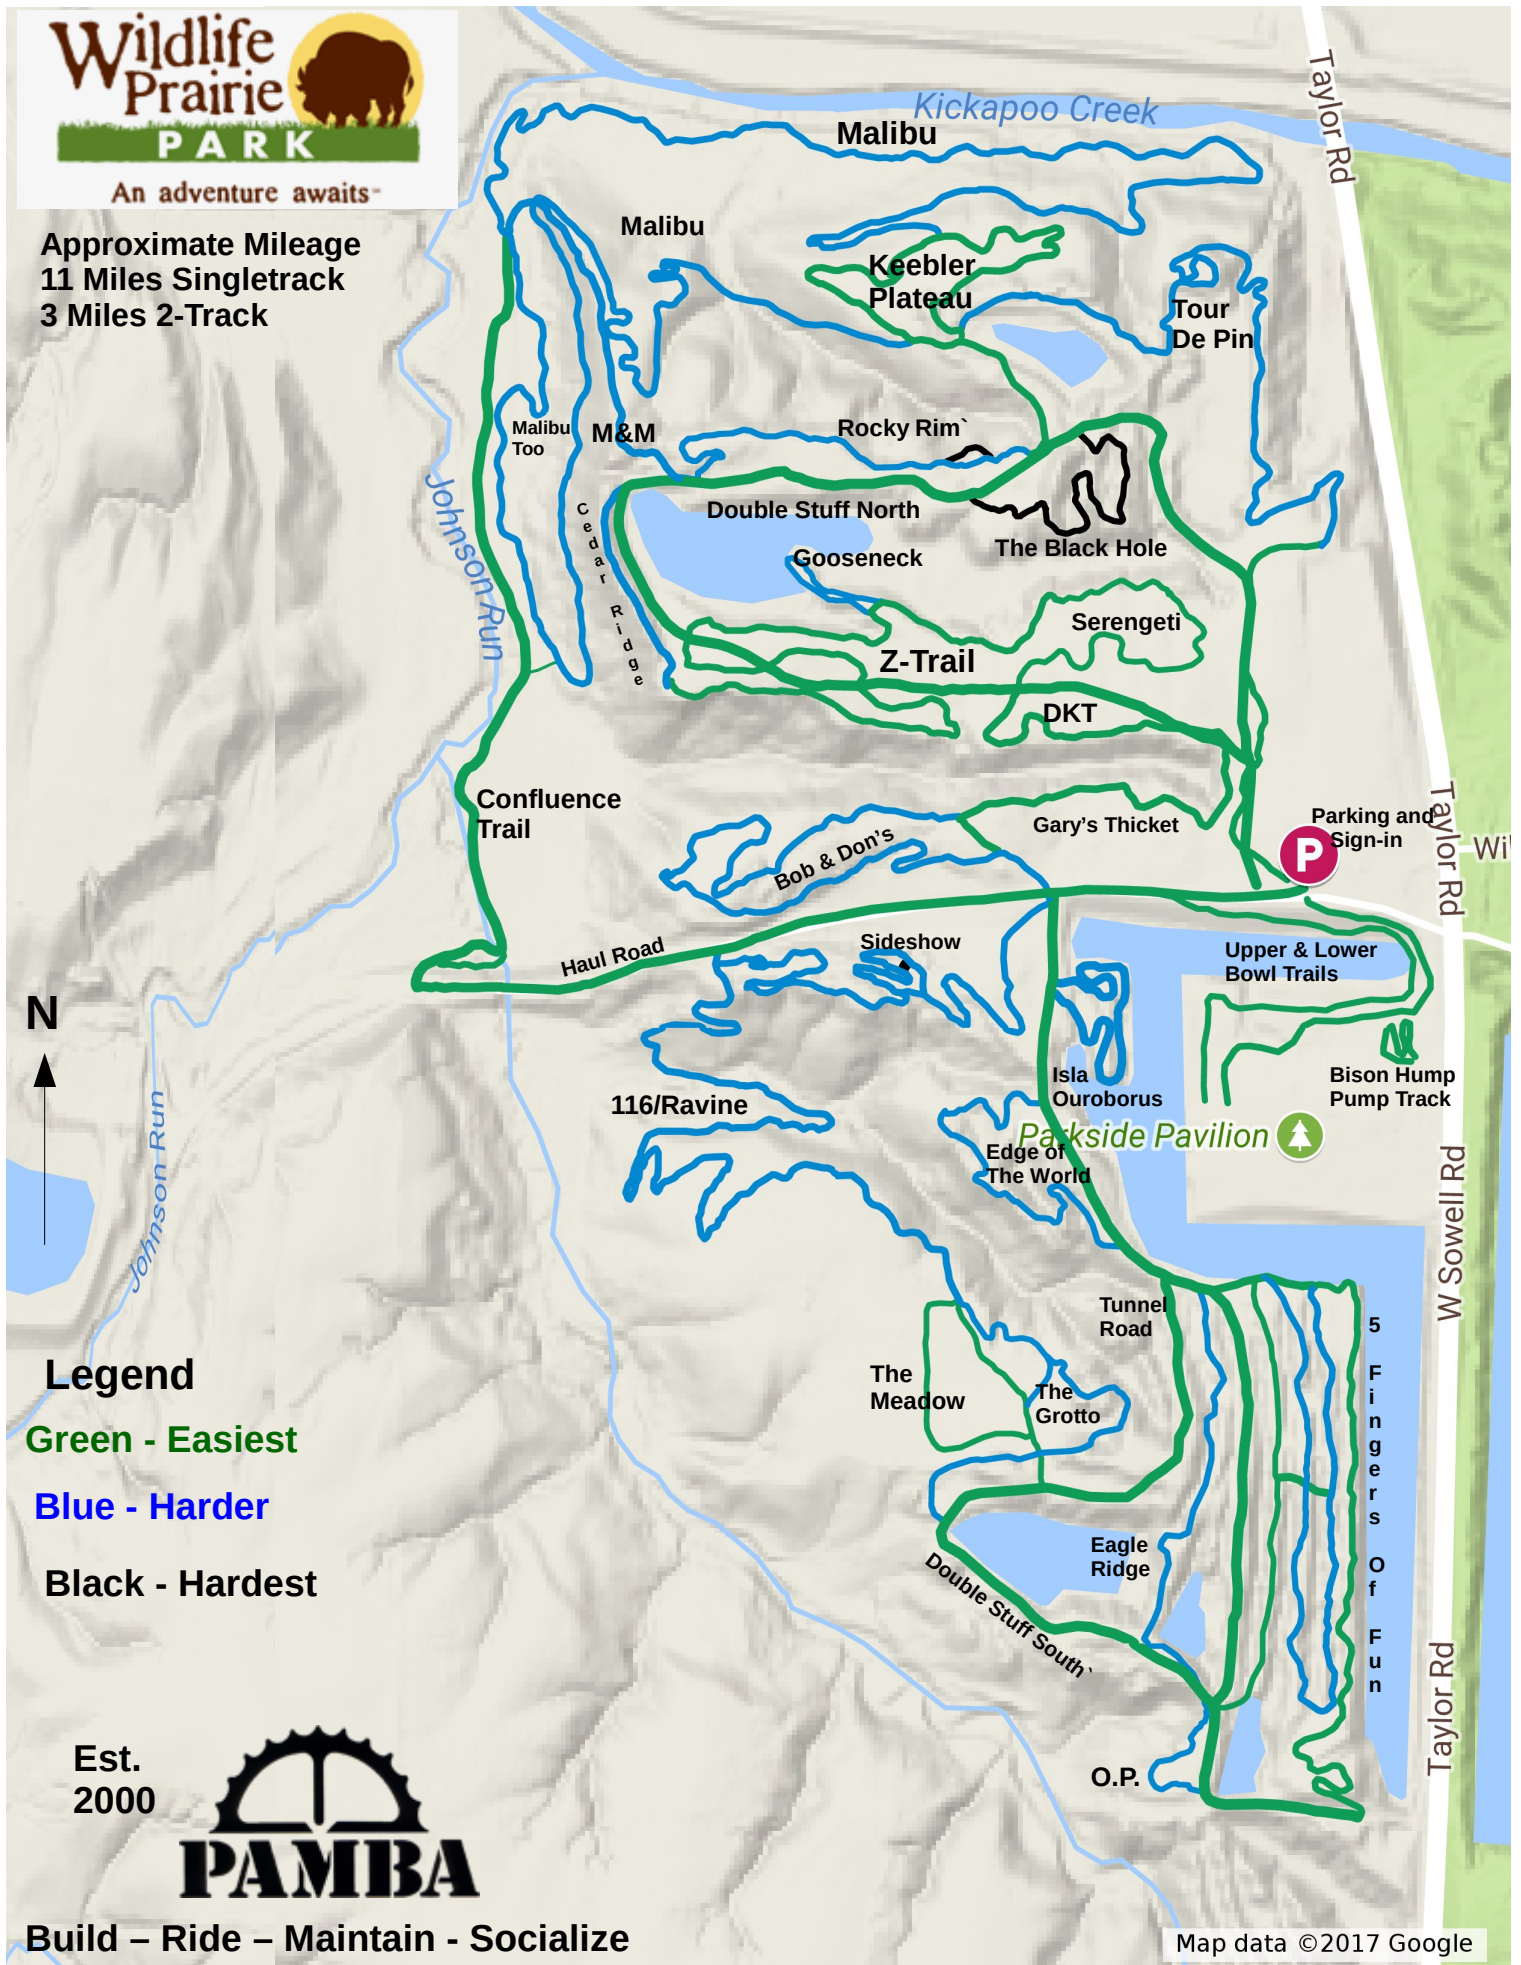 Wildlife
Prairie
PARK
An adventure awaits℠
Approximate Mileage
11 Miles Singletrack
3 Miles 2-Track
Kickapoo Creek
Malibu
Taylor Rd
Malibu
Keebler
Plateau
Tour
De Pin
Malibu
Too
M&M
Rocky Rim`
Johnson Run
Cedar Ridge
Double Stuff North
Gooseneck
The Black Hole
Serengeti
Z-Trail
DKT
Confluence
Trail
Gary's Thicket
Parking and
Sign-in
P
Taylor Rd
Wil
Bob & Don's
Haul Road
Sideshow
Upper & Lower
Bowl Trails
N
Isla
Ouroborus
Bison Hump
Pump Track
116/Ravine
Parkside Pavilion
Edge of
The World
Johnson Run
W Sowell Rd
Tunnel
Road
5 Fingers Of Fun
The
Meadow
The
Grotto
Legend
Green - Easiest
Blue - Harder
Black - Hardest
Eagle
Ridge
Double Stuff South`
Taylor Rd
O.P.
Est.
2000
PAMBA
Build – Ride – Maintain - Socialize
Map data ©2017 Google